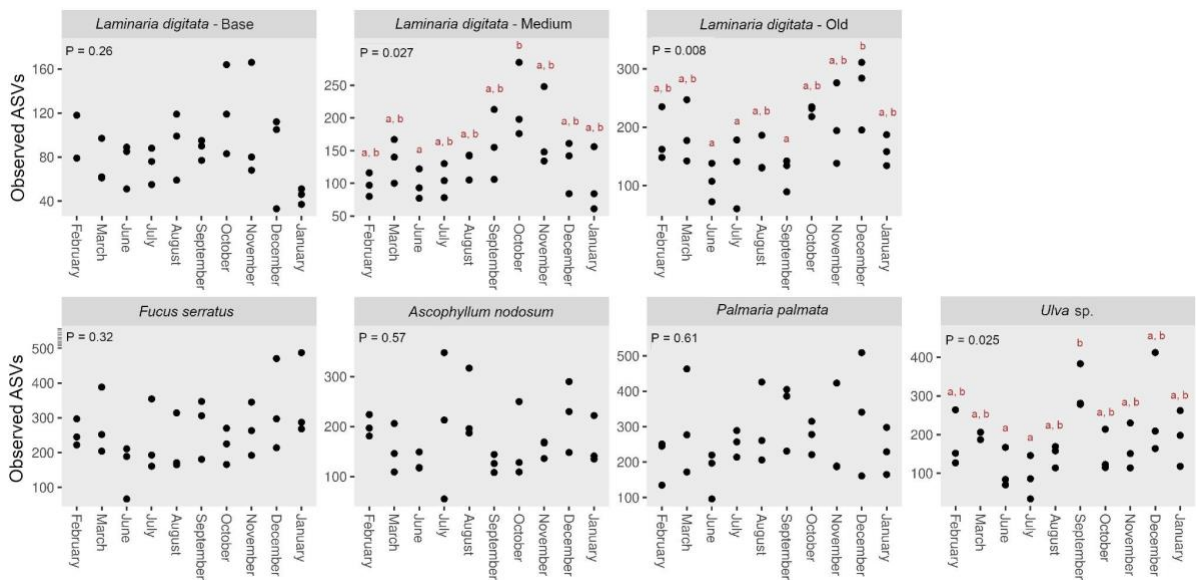 Laminaria digitata - Base
P = 0.26
Observed ASVs
160
120
80
40
February
March
June
July
August
September
October
November
December
January
Laminaria digitata - Medium
P = 0.027
250
200
150
100
50
a, b
a, b
a
a, b
a, b
a, b
b
a, b
a, b
a, b
February
March
June
July
August
September
October
November
December
January
Laminaria digitata - Old
P = 0.008
300
200
100
a, b
a, b
a
a
a, b
a
a, b
a, b
b
a, b
February
March
June
July
August
September
October
November
December
January
Fucus serratus
P = 0.32
Observed ASVs
500
400
300
200
100
February
March
June
July
August
September
October
November
December
January
Ascophyllum nodosum
P = 0.57
300
200
100
February
March
June
July
August
September
October
November
December
January
Palmaria palmata
P = 0.61
500
400
300
200
100
February
March
June
July
August
September
October
November
December
January
Ulva sp.
P = 0.025
400
300
200
100
a, b
a, b
a
a
a, b
b
a, b
a, b
a, b
a, b
February
March
June
July
August
September
October
November
December
January